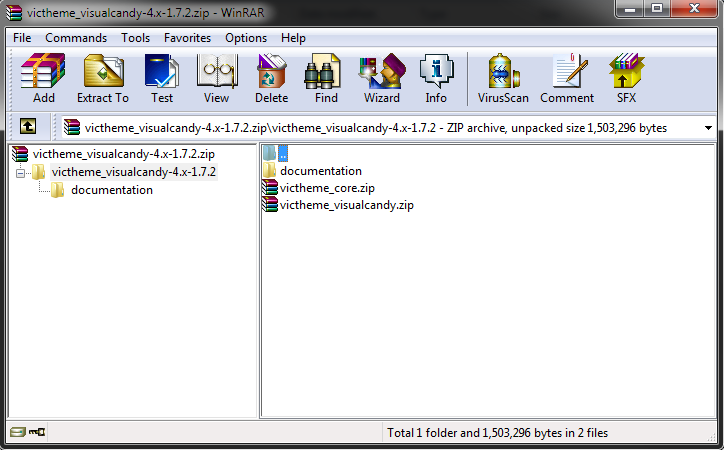 victheme_visualcandy-4.x-1.7.2.zip - WinRAR
File Commands Tools Favorites Options Help
Add Extract To Test View Delete Find Wizard Info VirusScan Comment SFX
victheme_visualcandy-4.x-1.7.2.zip\victheme_visualcandy-4.x-1.7.2 - ZIP archive, unpacked size 1,503,296 bytes
victheme_visualcandy-4.x-1.7.2.zip
victheme_visualcandy-4.x-1.7.2
documentation
..
documentation
victheme_core.zip
victheme_visualcandy.zip
Total 1 folder and 1,503,296 bytes in 2 files